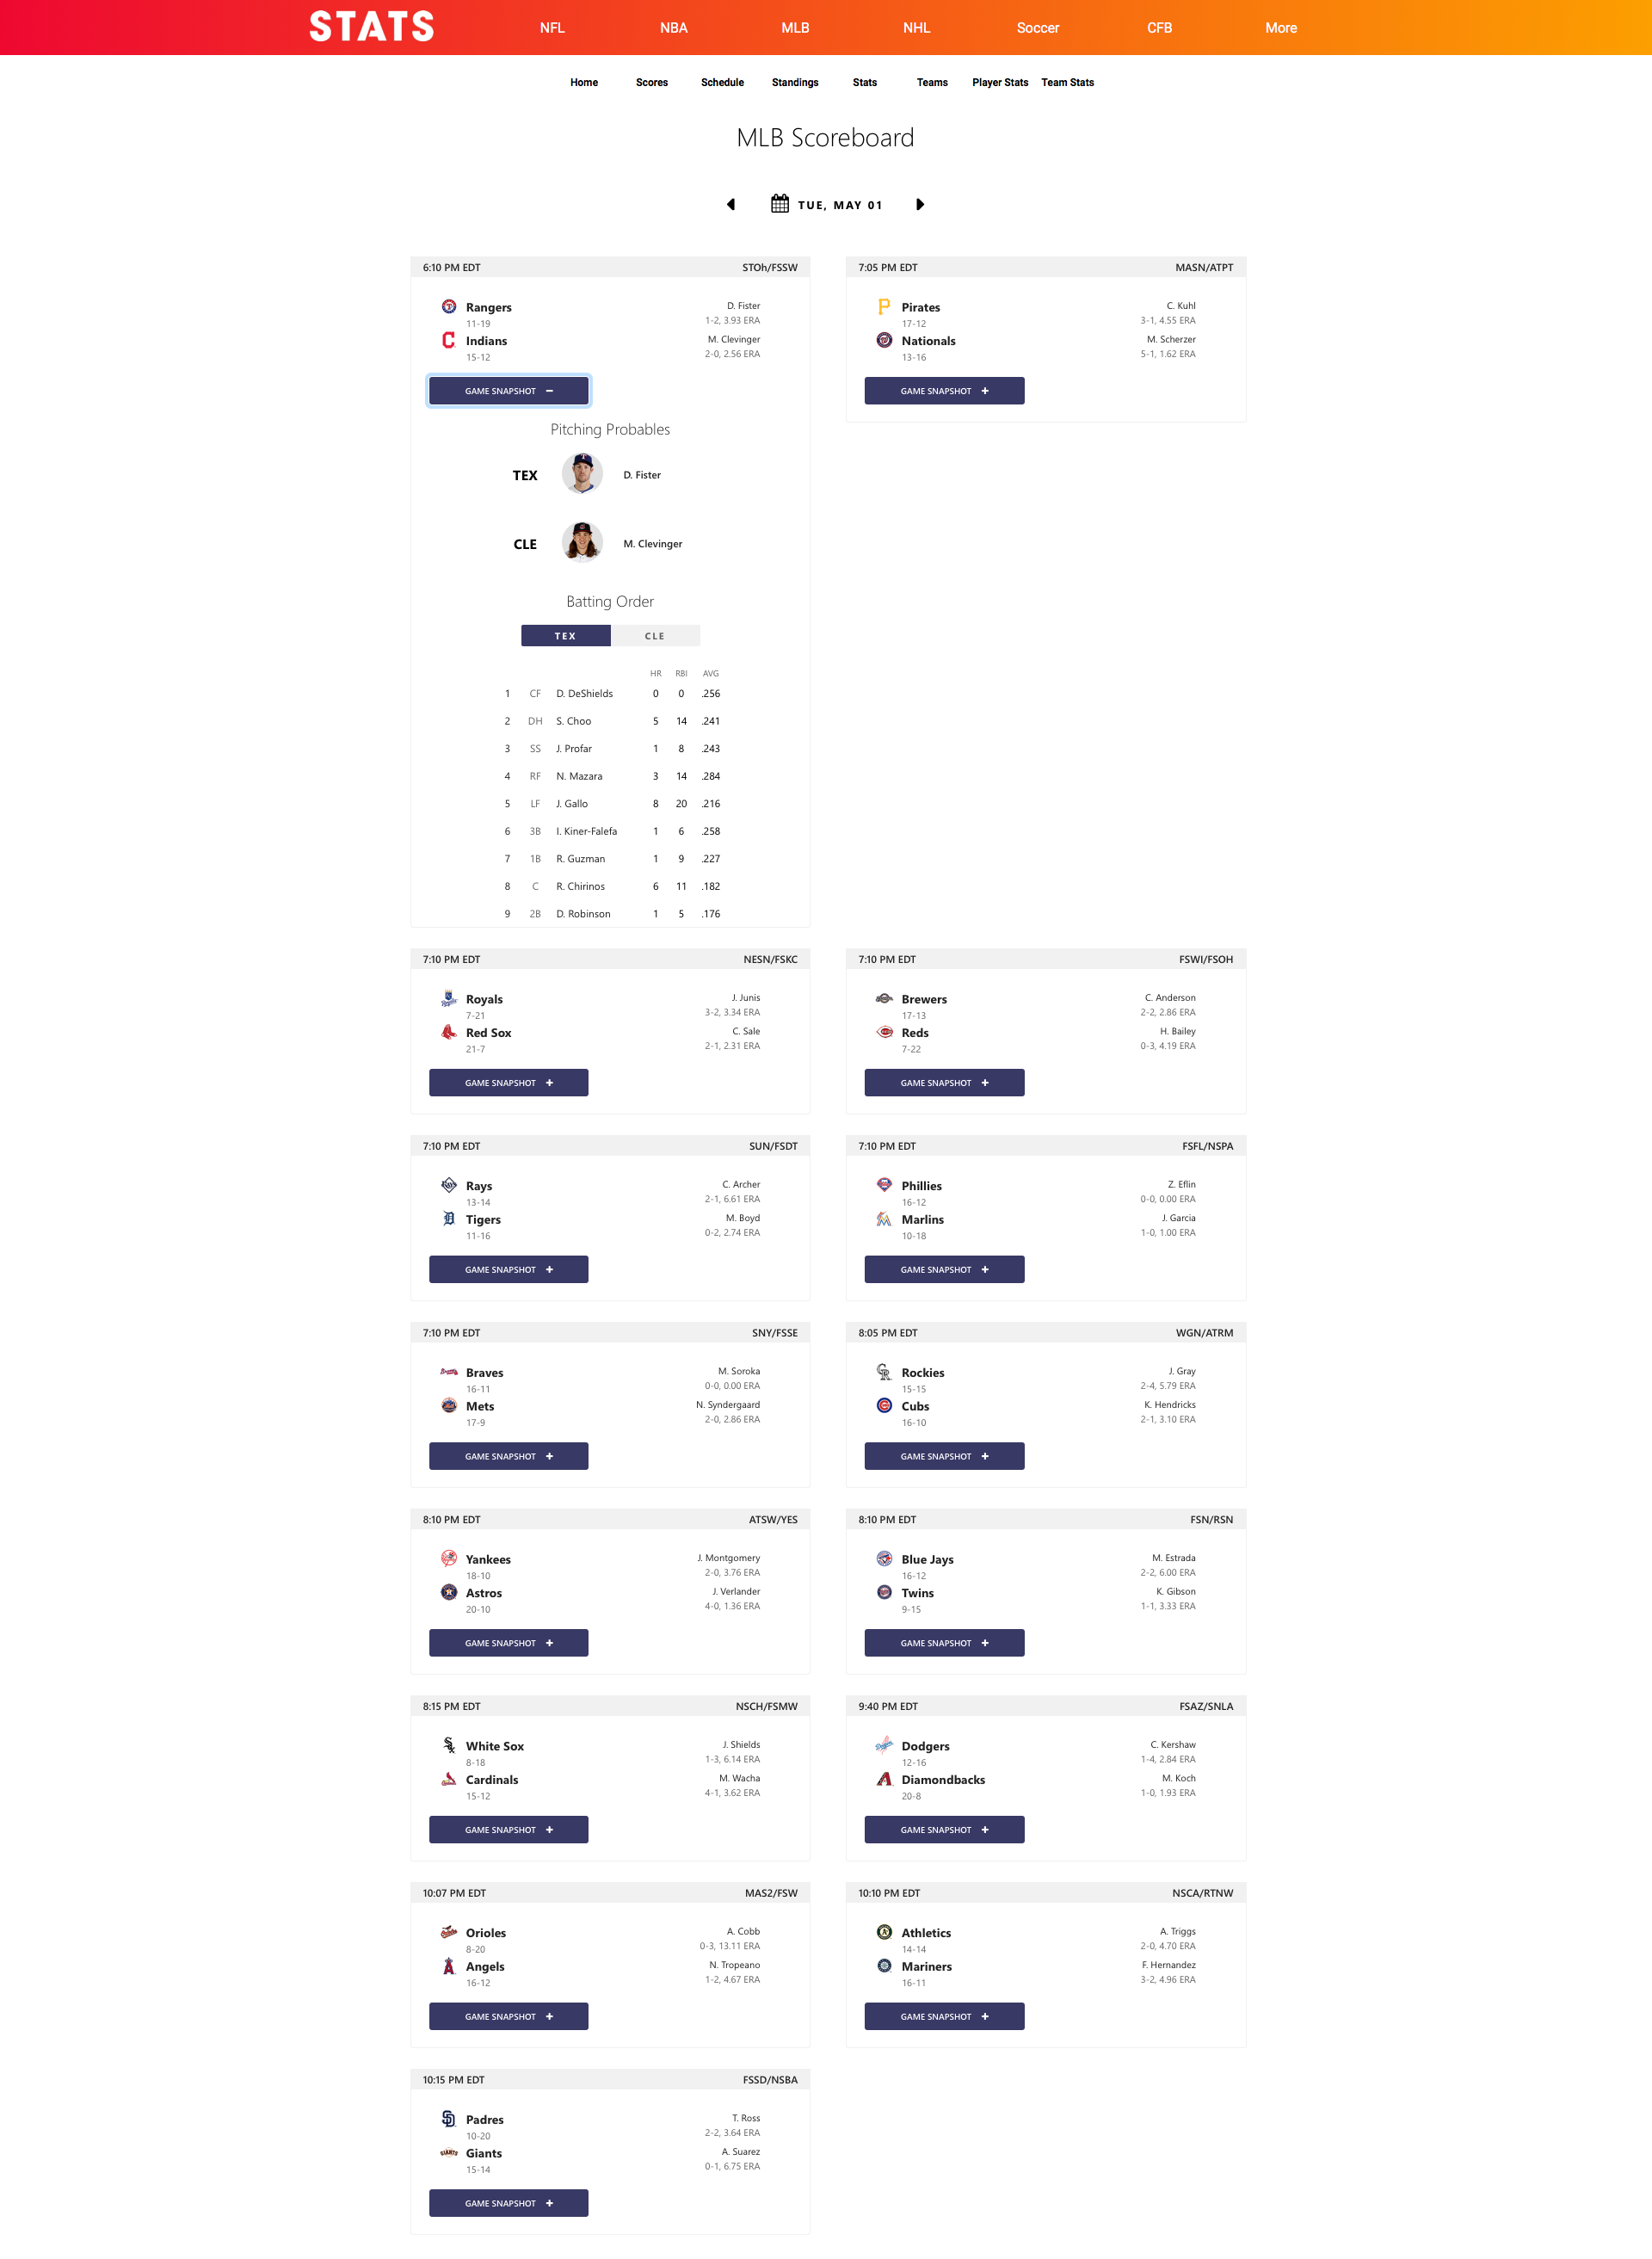 STATS NFL NBA MLB NHL Soccer CFB More
Home Scores Schedule Standings Stats Teams Player Stats Team Stats
MLB Scoreboard
TUE, MAY 01
6:10 PM EDT STOh/FSSW
Rangers D. Fister
11-19 1-2, 3.93 ERA
Indians M. Clevinger
15-12 2-0, 2.56 ERA
GAME SNAPSHOT −
Pitching Probables
TEX D. Fister
CLE M. Clevinger
Batting Order
TEX CLE
HR RBI AVG
1 CF D. DeShields 0 0 .256
2 DH S. Choo 5 14 .241
3 SS J. Profar 1 8 .243
4 RF N. Mazara 3 14 .284
5 LF J. Gallo 8 20 .216
6 3B I. Kiner-Falefa 1 6 .258
7 1B R. Guzman 1 9 .227
8 C R. Chirinos 6 11 .182
9 2B D. Robinson 1 5 .176
7:05 PM EDT MASN/ATPT
Pirates C. Kuhl
17-12 3-1, 4.55 ERA
Nationals M. Scherzer
13-16 5-1, 1.62 ERA
GAME SNAPSHOT +
7:10 PM EDT NESN/FSKC
Royals J. Junis
7-21 3-2, 3.34 ERA
Red Sox C. Sale
21-7 2-1, 2.31 ERA
GAME SNAPSHOT +
7:10 PM EDT FSWI/FSOH
Brewers C. Anderson
17-13 2-2, 2.86 ERA
Reds H. Bailey
7-22 0-3, 4.19 ERA
GAME SNAPSHOT +
7:10 PM EDT SUN/FSDT
Rays C. Archer
13-14 2-1, 6.61 ERA
Tigers M. Boyd
11-16 0-2, 2.74 ERA
GAME SNAPSHOT +
7:10 PM EDT FSFL/NSPA
Phillies Z. Eflin
16-12 0-0, 0.00 ERA
Marlins J. Garcia
10-18 1-0, 1.00 ERA
GAME SNAPSHOT +
7:10 PM EDT SNY/FSSE
Braves M. Soroka
16-11 0-0, 0.00 ERA
Mets N. Syndergaard
17-9 2-0, 2.86 ERA
GAME SNAPSHOT +
8:05 PM EDT WGN/ATRM
Rockies J. Gray
15-15 2-4, 5.79 ERA
Cubs K. Hendricks
16-10 2-1, 3.10 ERA
GAME SNAPSHOT +
8:10 PM EDT ATSW/YES
Yankees J. Montgomery
18-10 2-0, 3.76 ERA
Astros J. Verlander
20-10 4-0, 1.36 ERA
GAME SNAPSHOT +
8:10 PM EDT FSN/RSN
Blue Jays M. Estrada
16-12 2-2, 6.00 ERA
Twins K. Gibson
9-15 1-1, 3.33 ERA
GAME SNAPSHOT +
8:15 PM EDT NSCH/FSMW
White Sox J. Shields
8-18 1-3, 6.14 ERA
Cardinals M. Wacha
15-12 4-1, 3.62 ERA
GAME SNAPSHOT +
9:40 PM EDT FSAZ/SNLA
Dodgers C. Kershaw
12-16 1-4, 2.84 ERA
Diamondbacks M. Koch
20-8 1-0, 1.93 ERA
GAME SNAPSHOT +
10:07 PM EDT MAS2/FSW
Orioles A. Cobb
8-20 0-3, 13.11 ERA
Angels N. Tropeano
16-12 1-2, 4.67 ERA
GAME SNAPSHOT +
10:10 PM EDT NSCA/RTNW
Athletics A. Triggs
14-14 2-0, 4.70 ERA
Mariners F. Hernandez
16-11 3-2, 4.96 ERA
GAME SNAPSHOT +
10:15 PM EDT FSSD/NSBA
Padres T. Ross
10-20 2-2, 3.64 ERA
Giants A. Suarez
15-14 0-1, 6.75 ERA
GAME SNAPSHOT +